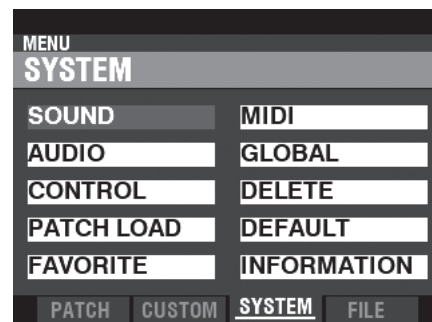 MENU
SYSTEM
SOUND MIDI
AUDIO GLOBAL
CONTROL DELETE
PATCH LOAD DEFAULT
FAVORITE INFORMATION
PATCH CUSTOM SYSTEM FILE